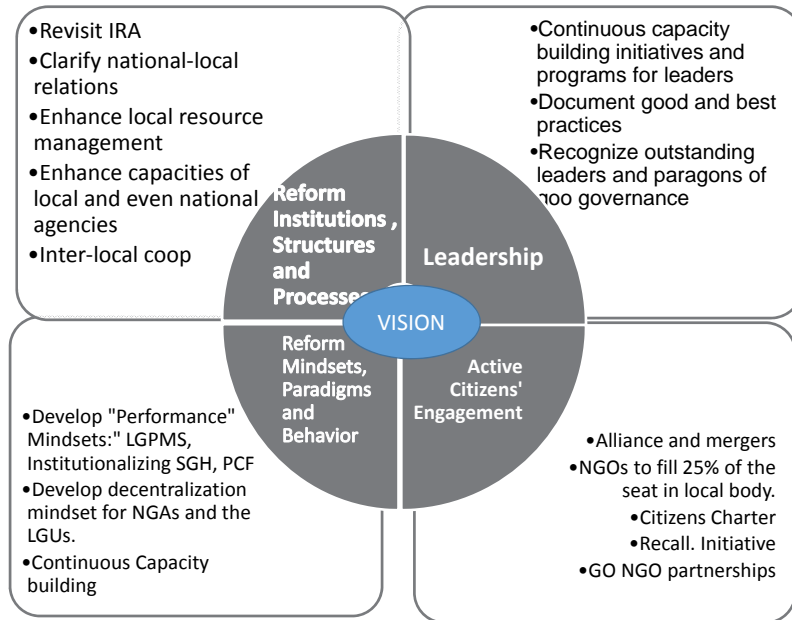 •Revisit IRA
•Clarify national-local
relations
•Enhance local resource
management
•Enhance capacities of
local and even national
agencies
•Inter-local coop
•Continuous capacity
building initiatives and
programs for leaders
•Document good and best
practices
•Recognize outstanding
leaders and paragons of
goo governance
Reform
Institutions ,
Structures
and
Processes
Leadership
VISION
Reform
Mindsets,
Paradigms
and
Behavior
Active
Citizens'
Engagement
•Develop "Performance"
Mindsets:" LGPMS,
Institutionalizing SGH, PCF
•Develop decentralization
mindset for NGAs and the
LGUs.
•Continuous Capacity
building
•Alliance and mergers
•NGOs to fill 25% of the
seat in local body.
•Citizens Charter
•Recall. Initiative
•GO NGO partnerships